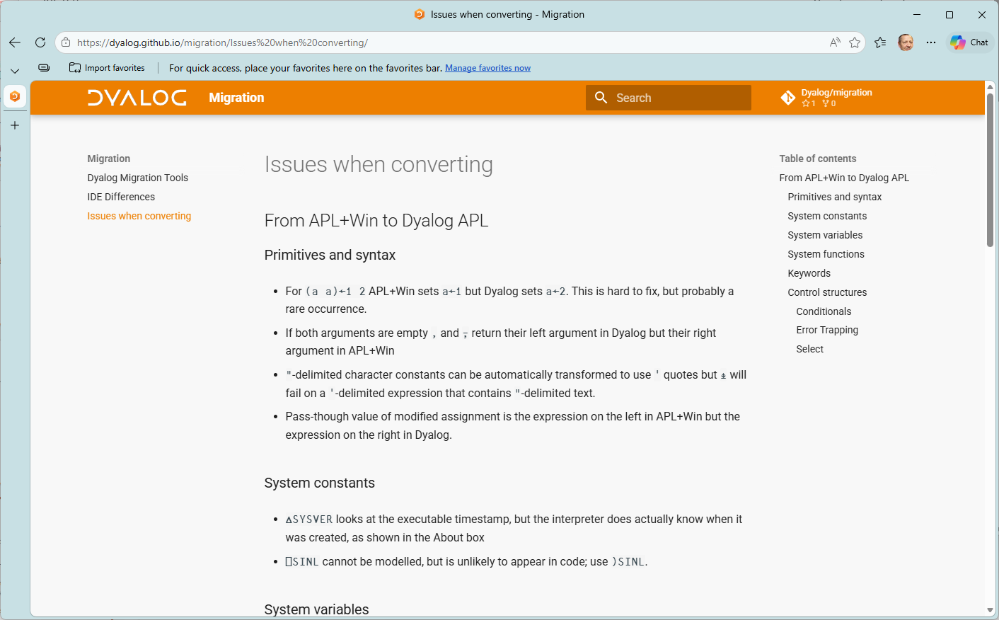 Issues when converting - Migration
https://dyalog.github.io/migration/Issues%20when%20converting/
Chat
Import favorites
For quick access, place your favorites here on the favorites bar. Manage favorites now
DYALOG
Migration
Search
Dyalog/migration
1 0
Migration
Dyalog Migration Tools
IDE Differences
Issues when converting
Issues when converting
From APL+Win to Dyalog APL
Primitives and syntax
• For (a a)←1 2 APL+Win sets a←1 but Dyalog sets a←2. This is hard to fix, but probably a
rare occurrence.
• If both arguments are empty , and ⍪ return their left argument in Dyalog but their right
argument in APL+Win
• "-delimited character constants can be automatically transformed to use ' quotes but ⍎ will
fail on a '-delimited expression that contains "-delimited text.
• Pass-though value of modified assignment is the expression on the left in APL+Win but the
expression on the right in Dyalog.
System constants
• ∆SYSVER looks at the executable timestamp, but the interpreter does actually know when it
was created, as shown in the About box
• ⎕SINL cannot be modelled, but is unlikely to appear in code; use )SINL.
System variables
Table of contents
From APL+Win to Dyalog APL
Primitives and syntax
System constants
System variables
System functions
Keywords
Control structures
Conditionals
Error Trapping
Select